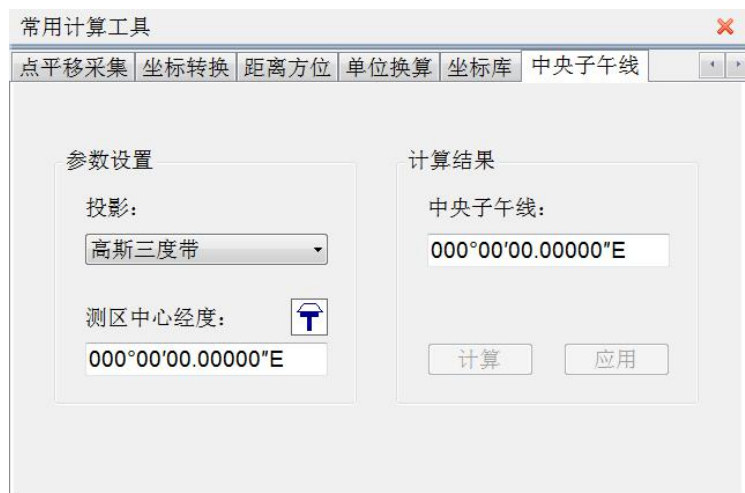 常用计算工具
点平移采集 坐标转换 距离方位 单位换算 坐标库 中央子午线
参数设置
投影：
高斯三度带
测区中心经度：
000°00′00.00000″E
计算结果
中央子午线：
000°00′00.00000″E
计算 应用